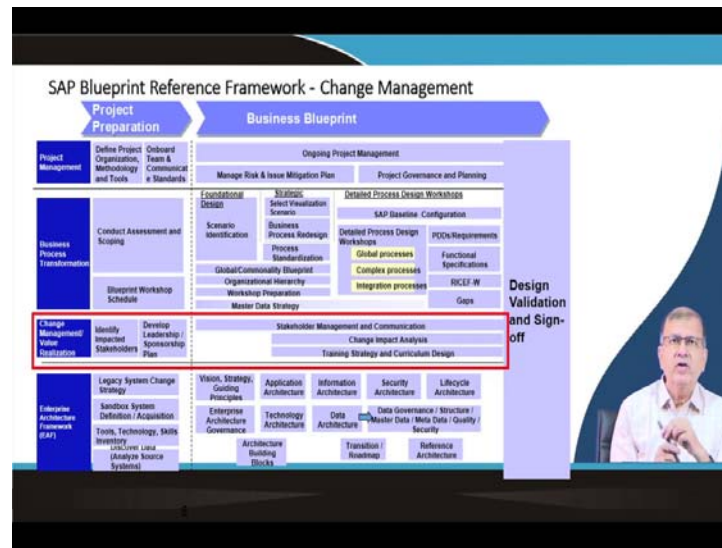 SAP Blueprint Reference Framework - Change Management
Project
Preparation
Business Blueprint
Project
Management
Define Project
Organization,
Methodology
and Tools
Onboard
Team &
Communicat
e Standards
Ongoing Project Management
Manage Risk & Issue Mitigation Plan
Project Governance and Planning
Business
Process
Transformation
Conduct Assessment and
Scoping
Blueprint Workshop
Schedule
Foundational
Design
Scenario
Identification
Strategic
Select Visualization
Scenario
Business
Process Redesign
Process
Standardization
Global/Commonality Blueprint
Organizational Hierarchy
Workshop Preparation
Master Data Strategy
Detailed Process Design Workshops
SAP Baseline Configuration
Detailed Process Design
Workshops
Global processes
Complex processes
Integration processes
PDDs/Requirements
Functional
Specifications
RICEF-W
Gaps
Design
Validation
and Sign-
off
Change
Management/
Value
Realization
Identify
Impacted
Stakeholders
Develop
Leadership /
Sponsorship
Plan
Stakeholder Management and Communication
Change Impact Analysis
Training Strategy and Curriculum Design
Enterprise
Architecture
Framework
(EAF)
Legacy System Change
Strategy
Sandbox System
Definition / Acquisition
Tools, Technology, Skills
Inventory
Discover Data
(Analyze Source
Systems)
Vision, Strategy,
Guiding
Principles
Application
Architecture
Information
Architecture
Security
Architecture
Lifecycle
Architecture
Enterprise
Architecture
Governance
Technology
Architecture
Data
Architecture
Data Governance / Structure /
Master Data / Meta Data / Quality /
Security
Architecture
Building
Blocks
Transition /
Roadmap
Reference
Architecture